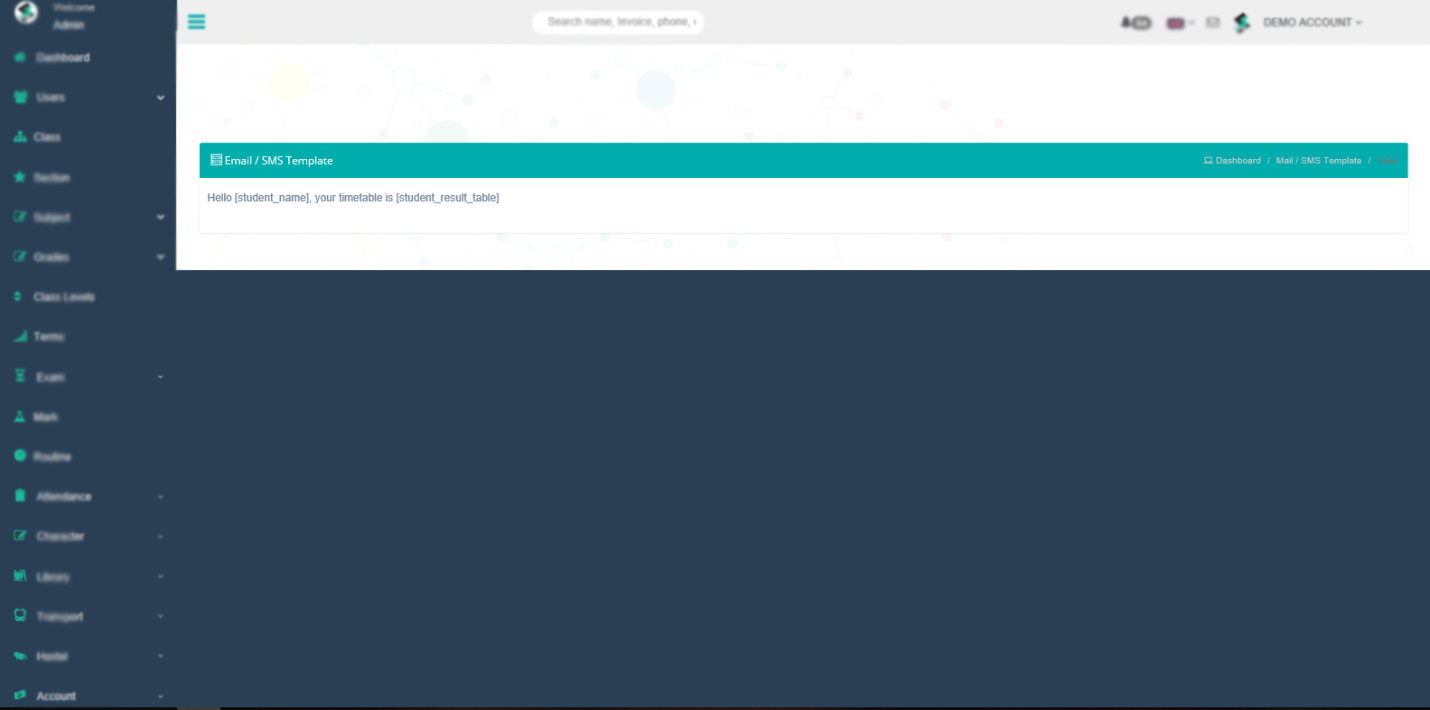 Welcome
Admin
Dashboard
Users
Class
Section
Subject
Grades
Class Levels
Terms
Exam
Mark
Routine
Attendance
Character
Library
Transport
Hostel
Account
Search name, Invoice, phone,
DEMO ACCOUNT
Email / SMS Template
Dashboard / Mail / SMS Template /
Hello [student_name], your timetable is [student_result_table]